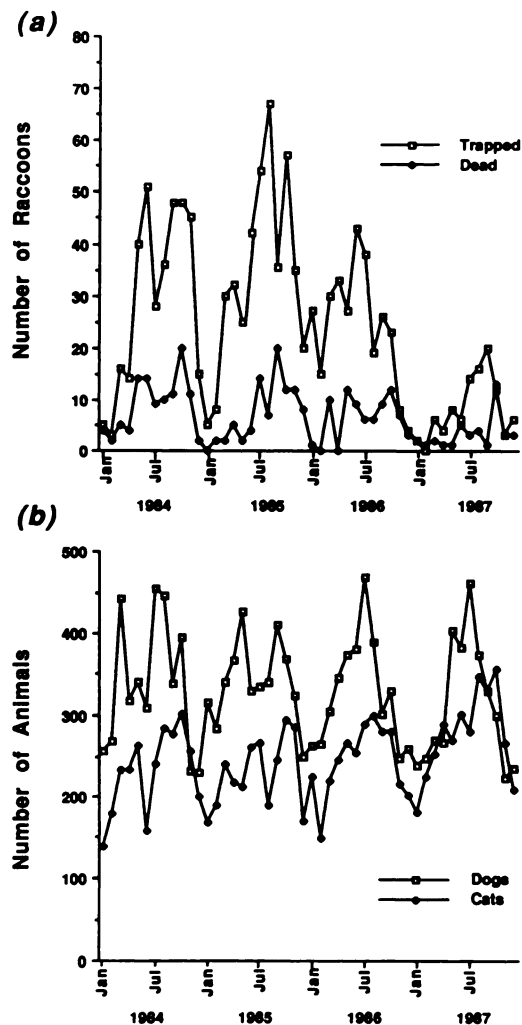 (a)
80
70
60
50
40
30
20
10
0
Number of Raccoons
Trapped
Dead
Jan Jul Jan Jul Jan Jul Jan Jul
1984 1985 1986 1987
(b)
500
400
300
200
100
0
Number of Animals
Dogs
Cats
Jan Jul Jan Jul Jan Jul Jan Jul
1984 1985 1986 1987